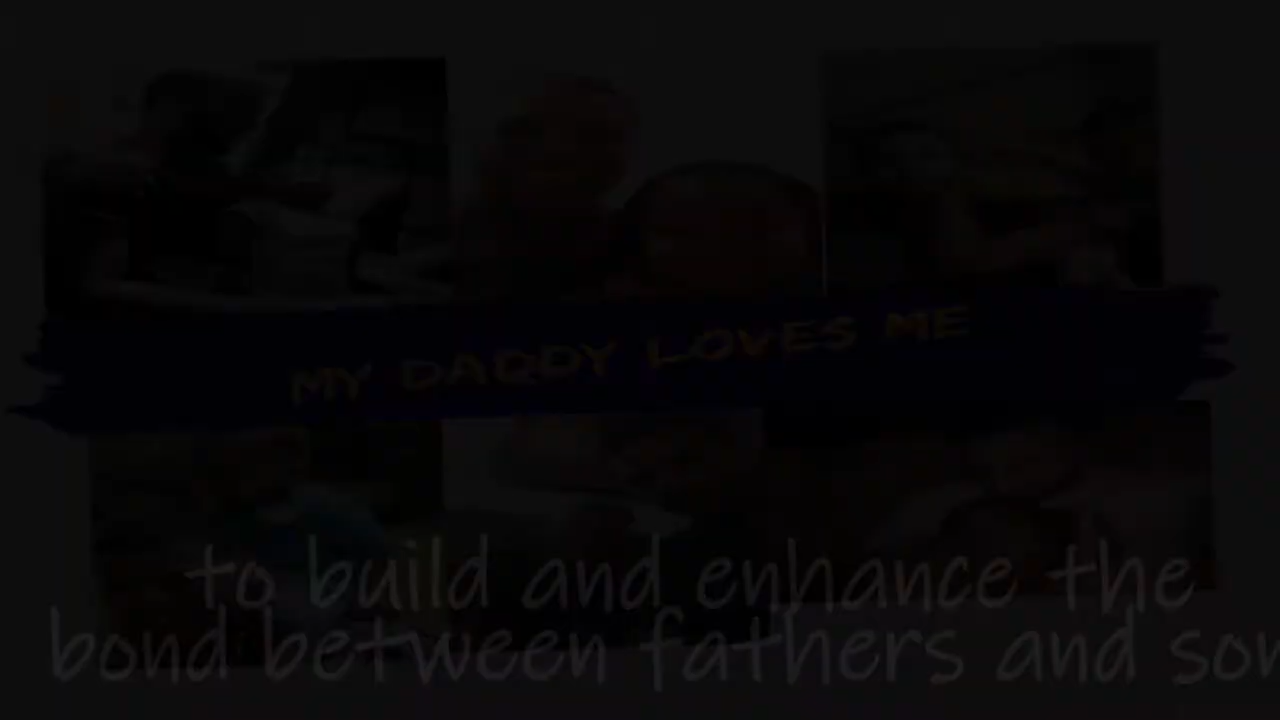 MY DADDY LOVES ME
to build and enhance the
bond between fathers and